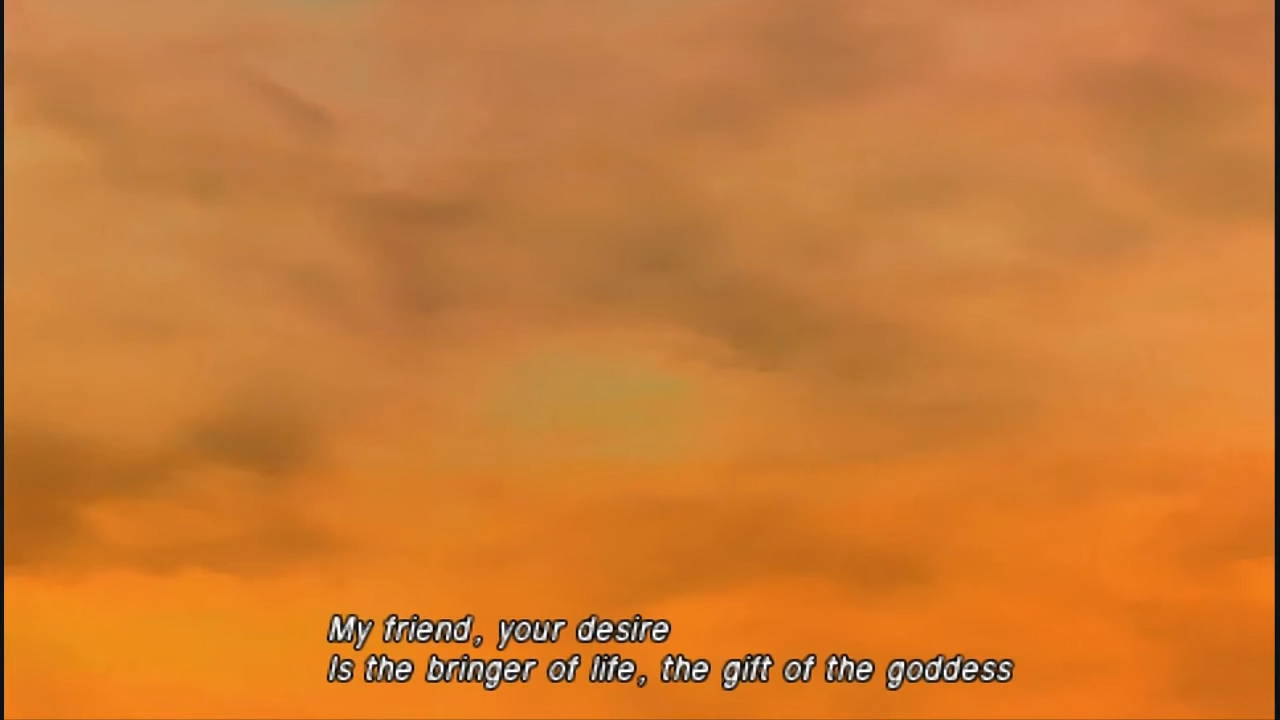 My friend, your desire
Is the bringer of life, the gift of the goddess